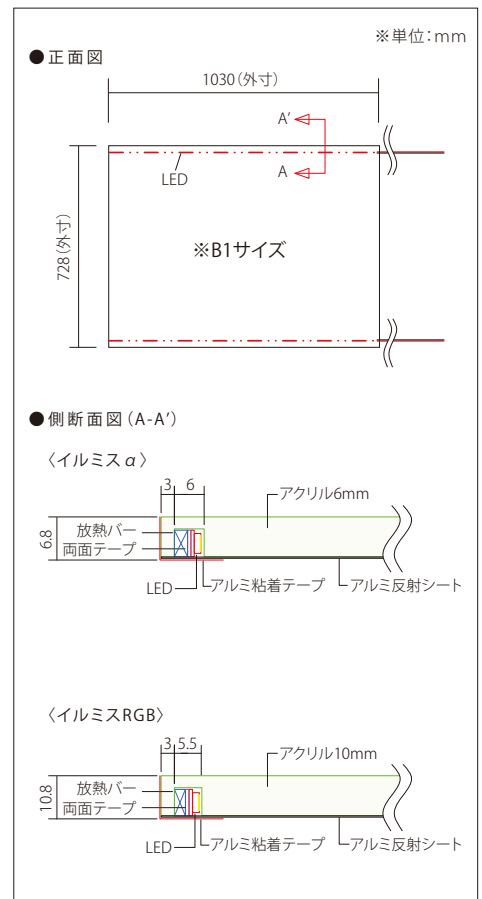 ※単位：mm
●正面図
1030（外寸）
A'
A
LED
728（外寸）
※B1サイズ
●側断面図（A-A'）
〈イルミスα〉
3 6
アクリル6mm
6.8
放熱バー
両面テープ
LED
アルミ粘着テープ
アルミ反射シート
〈イルミスRGB〉
3 5.5
アクリル10mm
10.8
放熱バー
両面テープ
LED
アルミ粘着テープ
アルミ反射シート